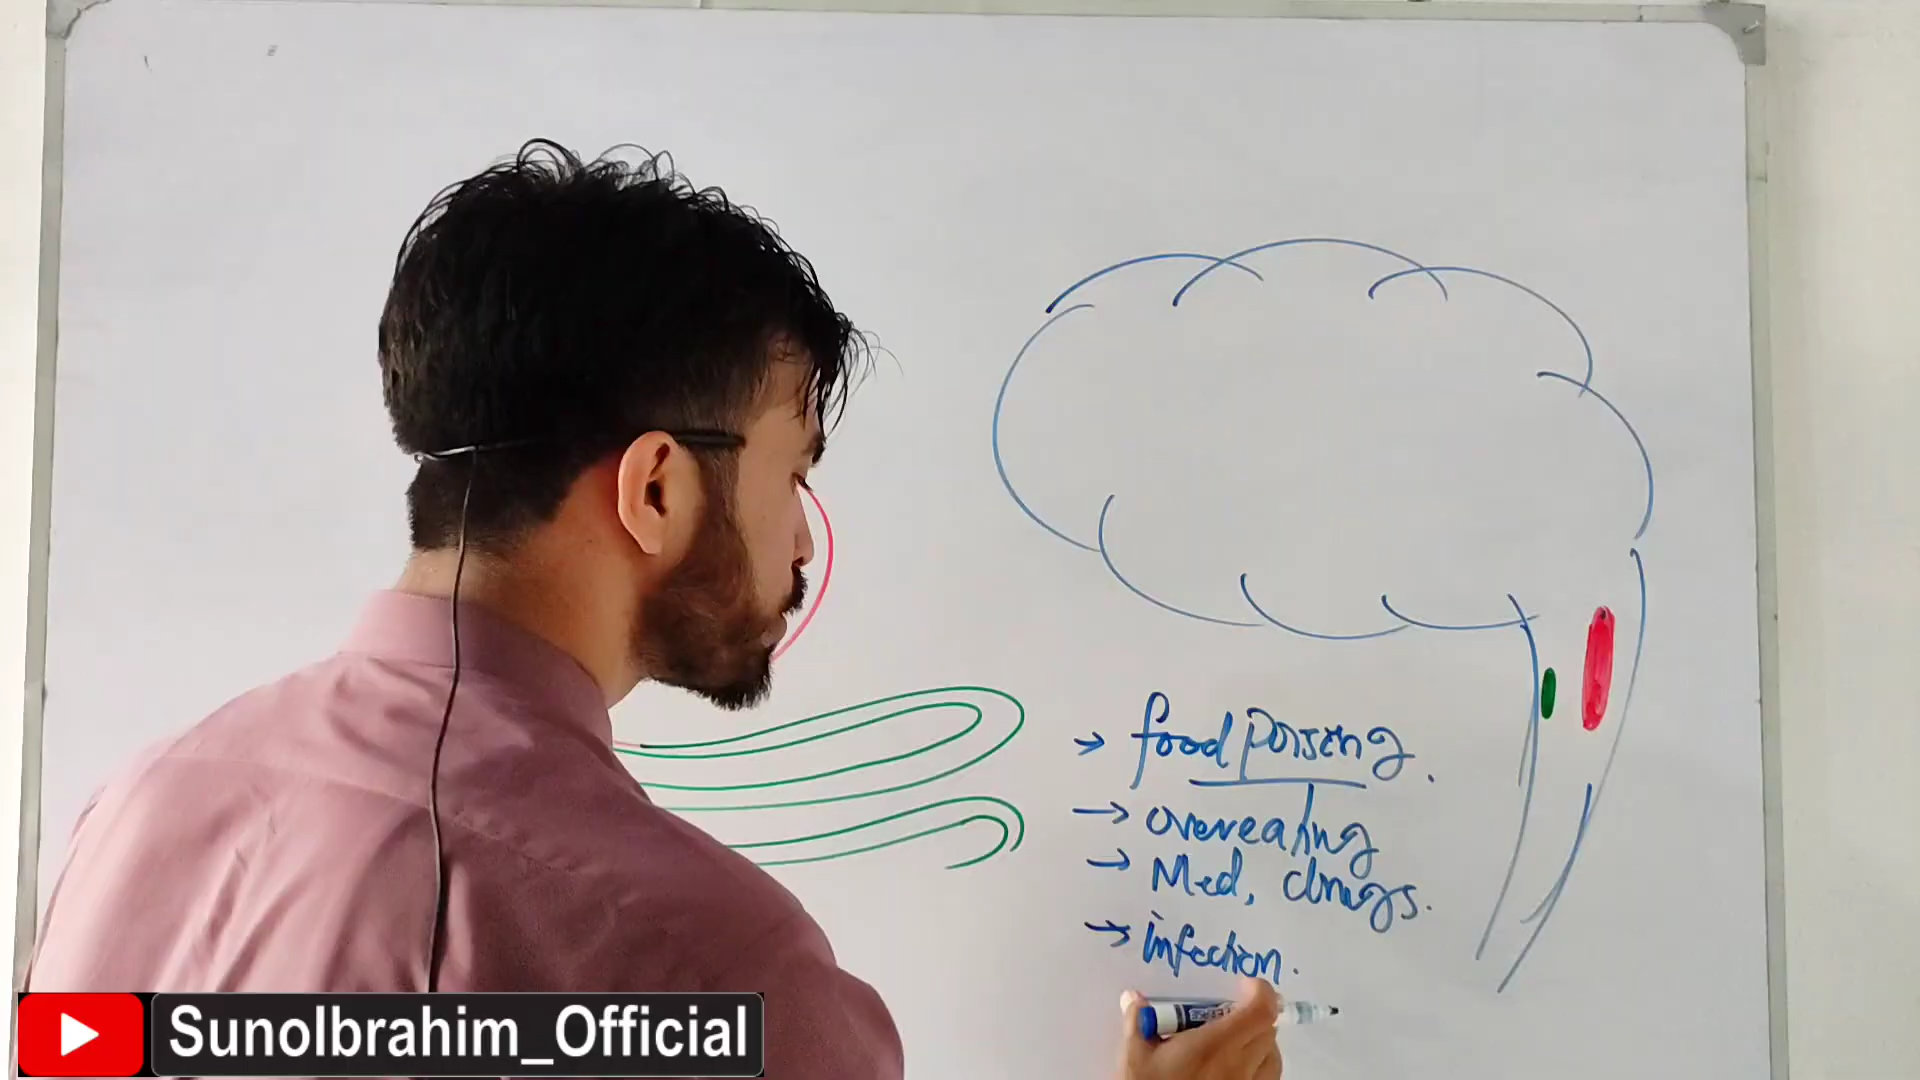 → food Poising.
→ overeating
→ Med, drugs.
→ infection.
SunoIbrahim_Official